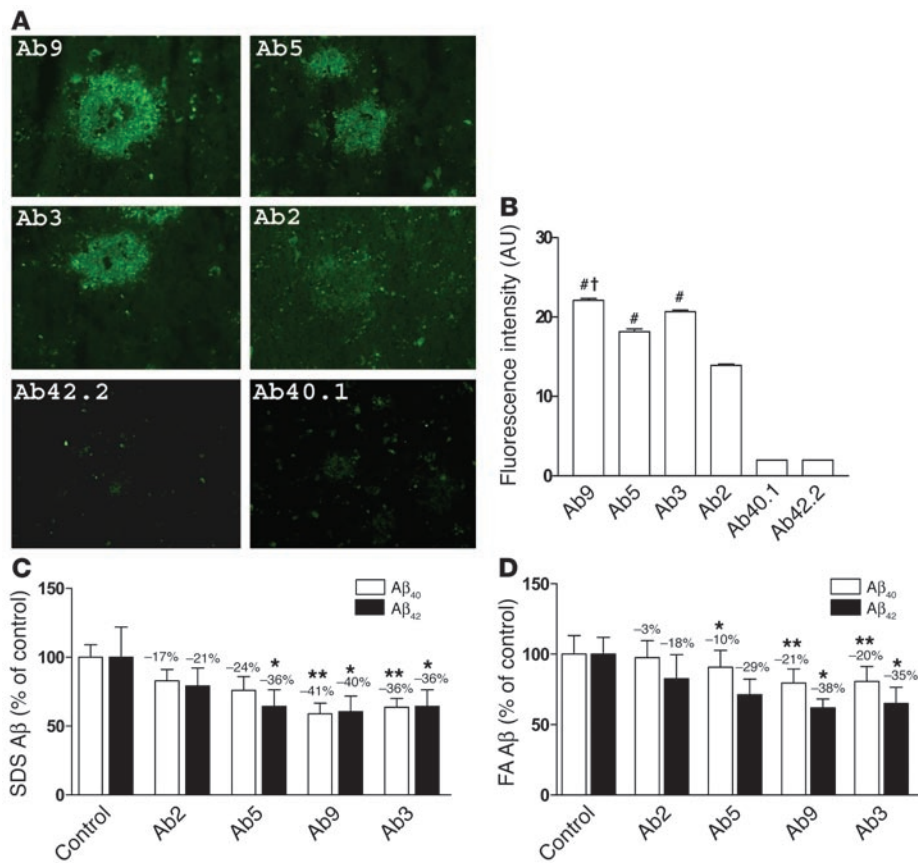 A
Ab9
Ab5
Ab3
Ab2
Ab42.2
Ab40.1
B
Fluorescence intensity (AU)
30
20
10
0
#†
#
#
Ab9
Ab5
Ab3
Ab2
Ab40.1
Ab42.2
C
SDS Aβ (% of control)
150
100
50
0
Aβ40
Aβ42
–17%
–21%
–24%
*
–36%
**
–41%
*
–40%
**
–36%
*
–36%
Control
Ab2
Ab5
Ab9
Ab3
D
FA Aβ (% of control)
150
100
50
0
Aβ40
Aβ42
–3%
–18%
*
–10%
–29%
**
–21%
*
–38%
**
–20%
*
–35%
Control
Ab2
Ab5
Ab9
Ab3